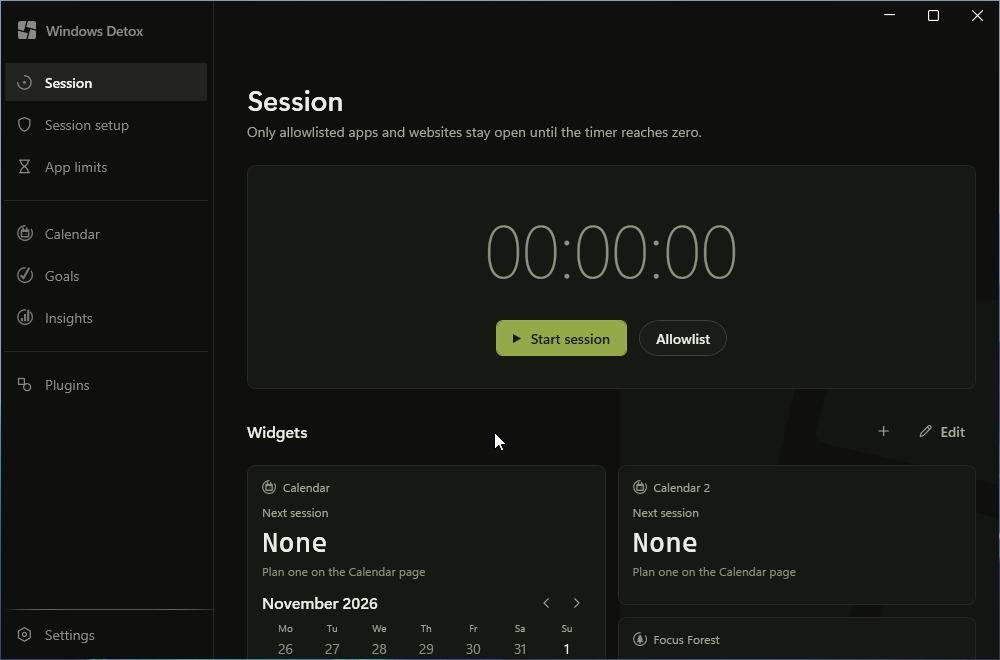 Windows Detox
Session
Session setup
App limits
Calendar
Goals
Insights
Plugins
Settings
Session
Only allowlisted apps and websites stay open until the timer reaches zero.
00:00:00
Start session
Allowlist
Widgets
+ Edit
Calendar
Next session
None
Plan one on the Calendar page
November 2026
Mo Tu We Th Fr Sa Su
26 27 28 29 30 31 1
Calendar 2
Next session
None
Plan one on the Calendar page
Focus Forest